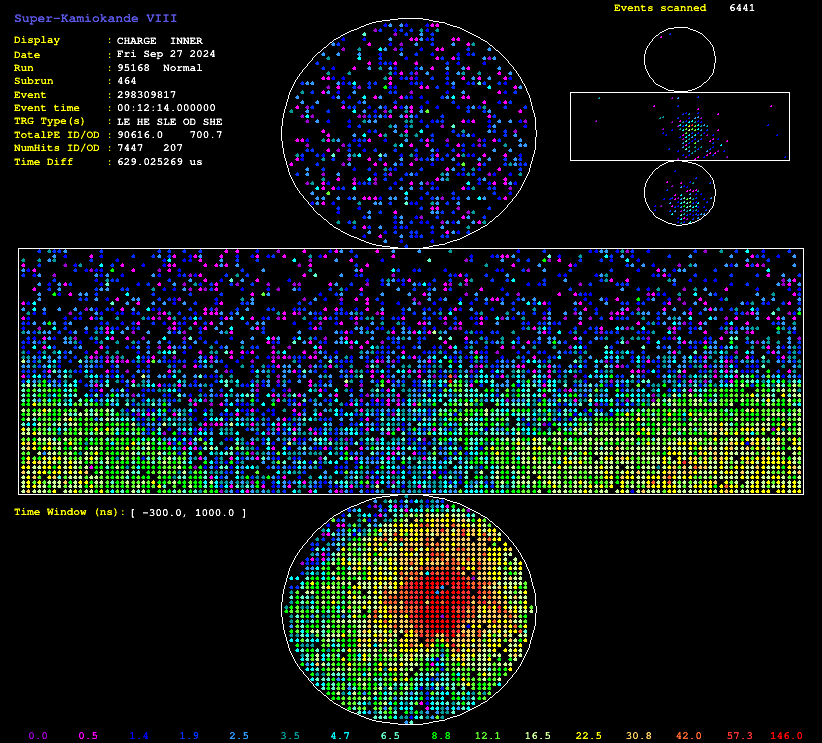 Super-Kamiokande VIII
Events scanned 6441
Display : CHARGE INNER
Date : Fri Sep 27 2024
Run : 95168 Normal
Subrun : 464
Event : 298309817
Event time : 00:12:14.000000
TRG Type(s) : LE HE SLE OD SHE
TotalPE ID/OD : 90616.0 700.7
NumHits ID/OD : 7447 207
Time Diff : 629.025269 us
Time Window (ns): [ -300.0, 1000.0 ]
0.0 0.5 1.4 1.9 2.5 3.5 4.7 6.5 8.8 12.1 16.5 22.5 30.8 42.0 57.3 146.0